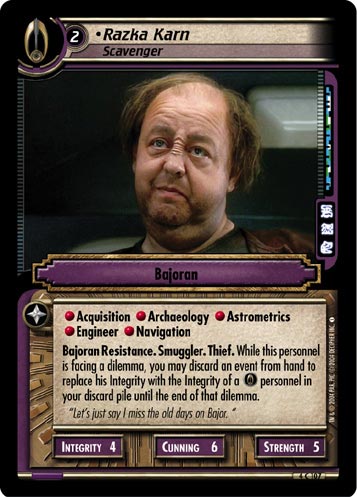 2
•Razka Karn
Scavenger
Bajoran
Acquisition Archaeology Astrometrics
Engineer Navigation
Bajoran Resistance. Smuggler. Thief. While this personnel
is facing a dilemma, you may discard an event from hand
to replace his Integrity with the Integrity of a personnel in
your discard pile until the end of that dilemma.
"Let's just say I miss the old days on Bajor. "
INTEGRITY 4 CUNNING 6 STRENGTH 5
4 C 107